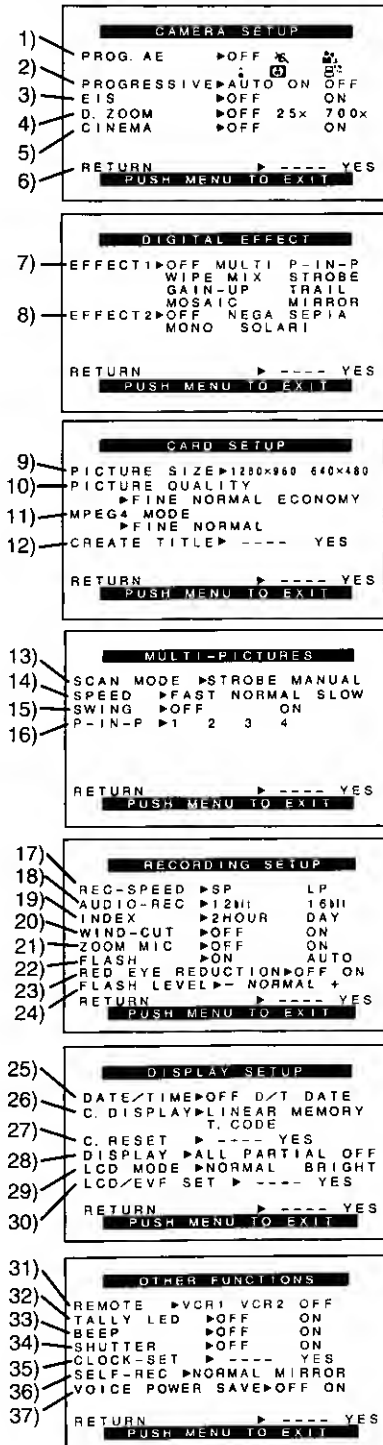 CAMERA SETUP
1) PROG. AE ▶OFF
2) PROGRESSIVE▶AUTO ON OFF
3) EIS ▶OFF ON
4) D. ZOOM ▶OFF 25x 700x
5) CINEMA ▶OFF ON
6) RETURN ▶ ---- YES
PUSH MENU TO EXIT
DIGITAL EFFECT
7) EFFECT1▶OFF MULTI P-IN-P
WIPE MIX STROBE
GAIN-UP TRAIL
MOSAIC MIRROR
8) EFFECT2▶OFF NEGA SEPIA
MONO SOLARI
RETURN ▶ ---- YES
PUSH MENU TO EXIT
CARD SETUP
9) PICTURE SIZE▶1280×960 640×480
10) PICTURE QUALITY
▶FINE NORMAL ECONOMY
11) MPEG4 MODE
▶FINE NORMAL
12) CREATE TITLE▶ ---- YES
RETURN ▶ ---- YES
PUSH MENU TO EXIT
MULTI-PICTURES
13) SCAN MODE ▶STROBE MANUAL
14) SPEED ▶FAST NORMAL SLOW
15) SWING ▶OFF ON
16) P-IN-P ▶1 2 3 4
RETURN ▶ ---- YES
PUSH MENU TO EXIT
RECORDING SETUP
17) REC-SPEED ▶SP LP
18) AUDIO-REC ▶12bit 16bit
19) INDEX ▶2HOUR DAY
20) WIND-CUT ▶OFF ON
21) ZOOM MIC ▶OFF ON
22) FLASH ▶ON AUTO
23) RED EYE REDUCTION▶OFF ON
24) FLASH LEVEL▶- NORMAL +
RETURN ▶ ---- YES
PUSH MENU TO EXIT
DISPLAY SETUP
25) DATE/TIME▶OFF D/T DATE
26) C. DISPLAY▶LINEAR MEMORY
T. CODE
27) C. RESET ▶ ---- YES
28) DISPLAY ▶ALL PARTIAL OFF
29) LCD MODE ▶NORMAL BRIGHT
30) LCD/EVF SET ▶ ---- YES
RETURN ▶ ---- YES
PUSH MENU TO EXIT
OTHER FUNCTIONS
31) REMOTE ▶VCR1 VCR2 OFF
32) TALLY LED ▶OFF ON
33) BEEP ▶OFF ON
34) SHUTTER ▶OFF ON
35) CLOCK-SET ▶ ---- YES
36) SELF-REC ▶NORMAL MIRROR
37) VOICE POWER SAVE▶OFF ON
RETURN ▶ ---- YES
PUSH MENU TO EXIT